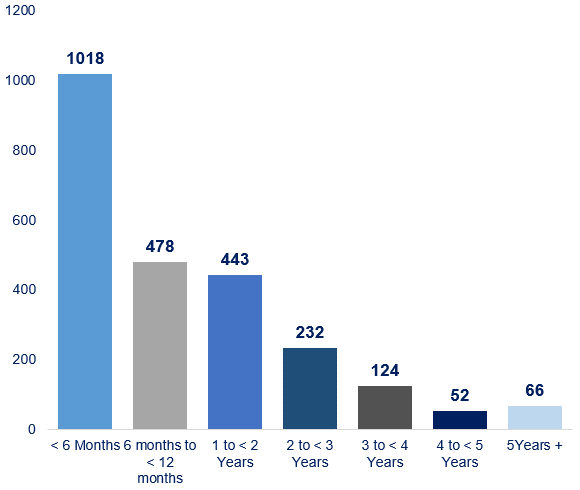 1200
1000
800
600
400
200
0
1018
478
443
232
124
52
66
< 6 Months
6 months to
< 12
months
1 to < 2
Years
2 to < 3
Years
3 to < 4
Years
4 to < 5
Years
5Years +